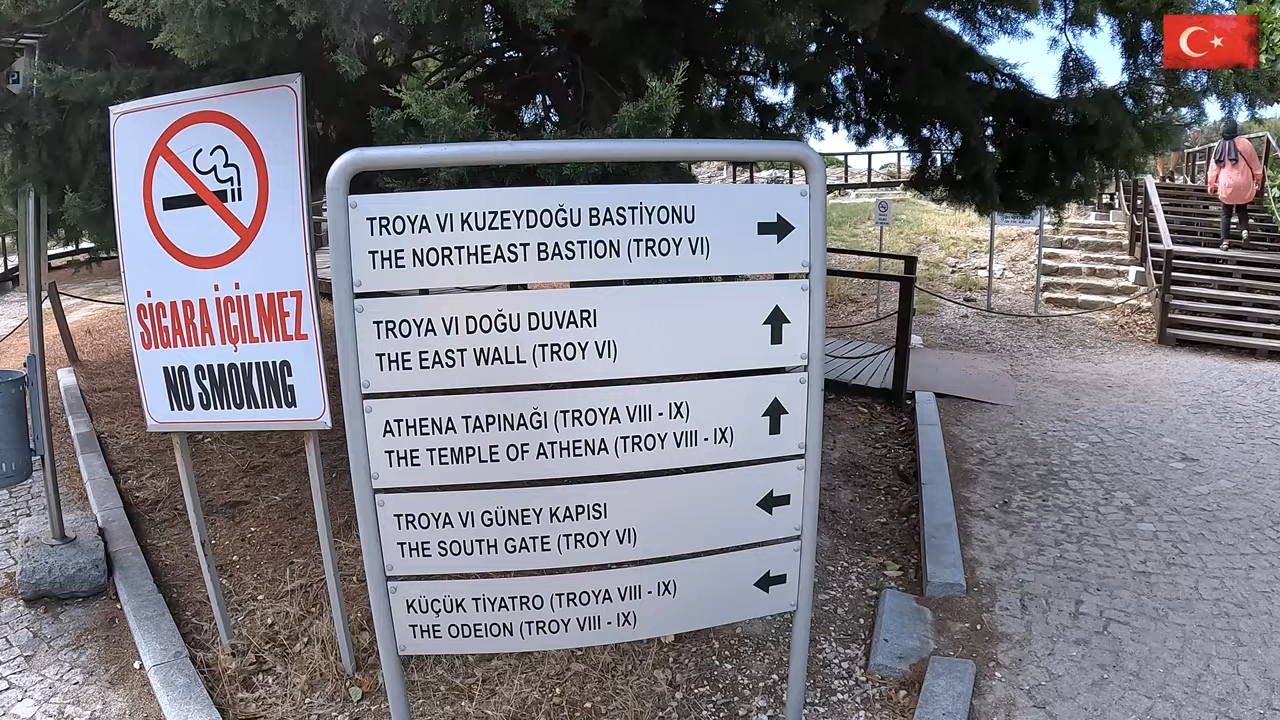 SİGARA İÇİLMEZ
NO SMOKING
TROYA VI KUZEYDOĞU BASTİYONU
THE NORTHEAST BASTION (TROY VI)
TROYA VI DOĞU DUVARI
THE EAST WALL (TROY VI)
ATHENA TAPINAĞI (TROYA VIII - IX)
THE TEMPLE OF ATHENA (TROY VIII - IX)
TROYA VI GÜNEY KAPISI
THE SOUTH GATE (TROY VI)
KÜÇÜK TİYATRO (TROYA VIII - IX)
THE ODEION (TROY VIII - IX)